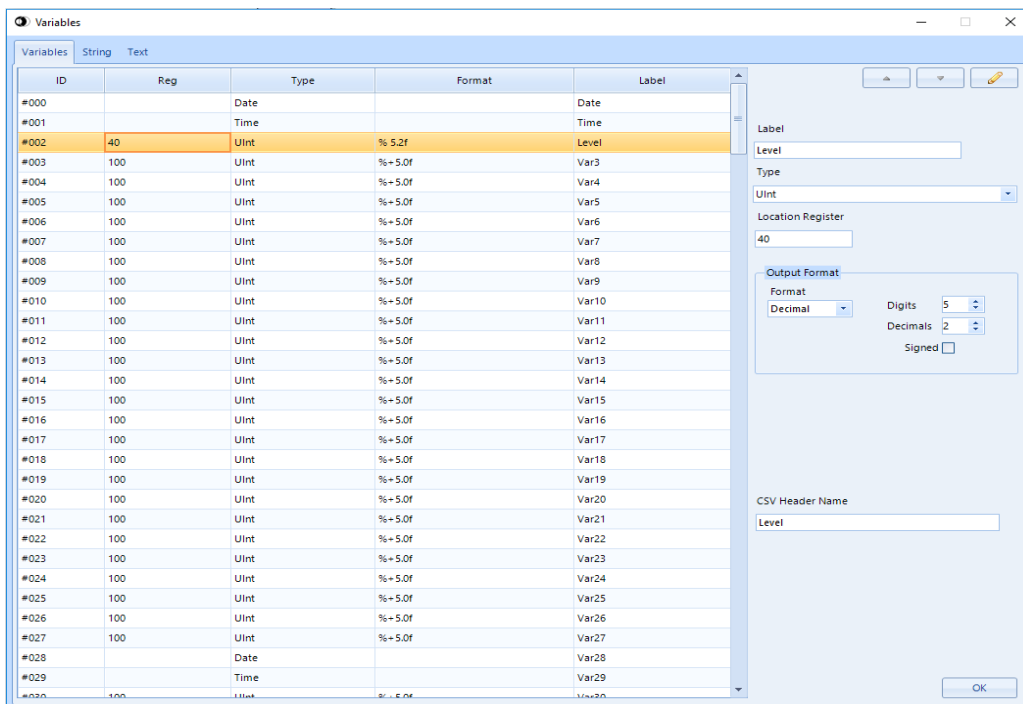 Variables
Variables String Text
ID Reg Type Format Label
#000 Date Date
#001 Time Time
#002 40 UInt % 5.2f Level
#003 100 UInt %+5.0f Var3
#004 100 UInt %+5.0f Var4
#005 100 UInt %+5.0f Var5
#006 100 UInt %+5.0f Var6
#007 100 UInt %+5.0f Var7
#008 100 UInt %+5.0f Var8
#009 100 UInt %+5.0f Var9
#010 100 UInt %+5.0f Var10
#011 100 UInt %+5.0f Var11
#012 100 UInt %+5.0f Var12
#013 100 UInt %+5.0f Var13
#014 100 UInt %+5.0f Var14
#015 100 UInt %+5.0f Var15
#016 100 UInt %+5.0f Var16
#017 100 UInt %+5.0f Var17
#018 100 UInt %+5.0f Var18
#019 100 UInt %+5.0f Var19
#020 100 UInt %+5.0f Var20
#021 100 UInt %+5.0f Var21
#022 100 UInt %+5.0f Var22
#023 100 UInt %+5.0f Var23
#024 100 UInt %+5.0f Var24
#025 100 UInt %+5.0f Var25
#026 100 UInt %+5.0f Var26
#027 100 UInt %+5.0f Var27
#028 Date Var28
#029 Time Var29
#030 100 UInt %+5.0f Var30
Label
Level
Type
UInt
Location Register
40
Output Format
Format
Decimal
Digits 5
Decimals 2
Signed
CSV Header Name
Level
OK